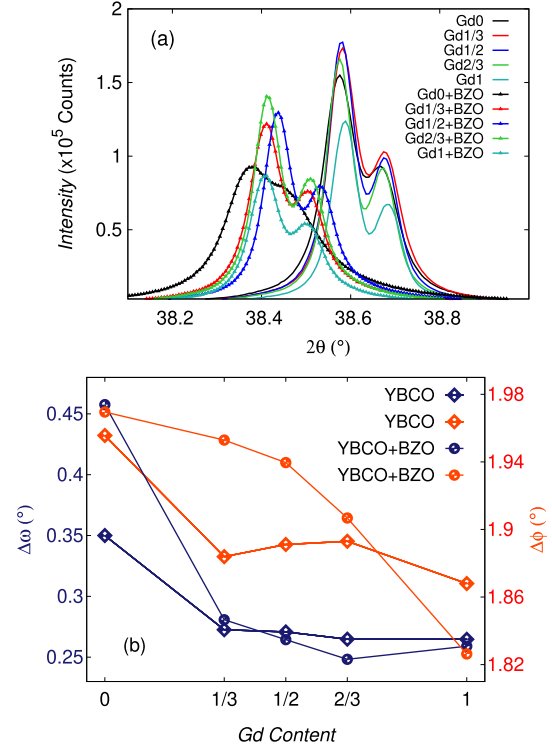 (a)
Intensity (x10⁵ Counts)
2
1.5
1
0.5
Gd0
Gd1/3
Gd1/2
Gd2/3
Gd1
Gd0+BZO
Gd1/3+BZO
Gd1/2+BZO
Gd2/3+BZO
Gd1+BZO
38.2 38.4 38.6 38.8
2θ (°)
(b)
Δω (°)
0.45
0.4
0.35
0.3
0.25
YBCO
YBCO
YBCO+BZO
YBCO+BZO
1.98
1.94
1.9
1.86
1.82
Δϕ (°)
0 1/3 1/2 2/3 1
Gd Content